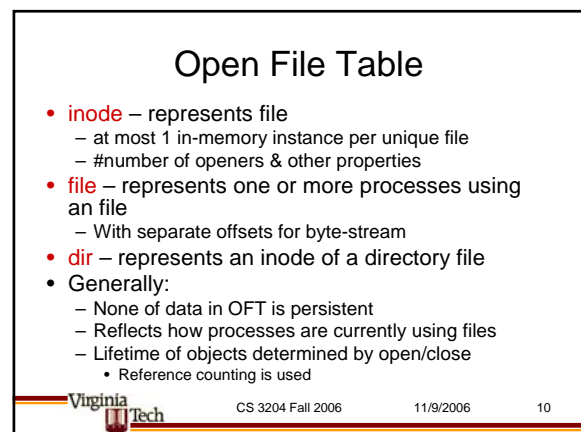 Open File Table
• inode – represents file
– at most 1 in-memory instance per unique file
– #number of openers & other properties
• file – represents one or more processes using
an file
– With separate offsets for byte-stream
• dir – represents an inode of a directory file
• Generally:
– None of data in OFT is persistent
– Reflects how processes are currently using files
– Lifetime of objects determined by open/close
• Reference counting is used
Virginia Tech
CS 3204 Fall 2006
11/9/2006
10